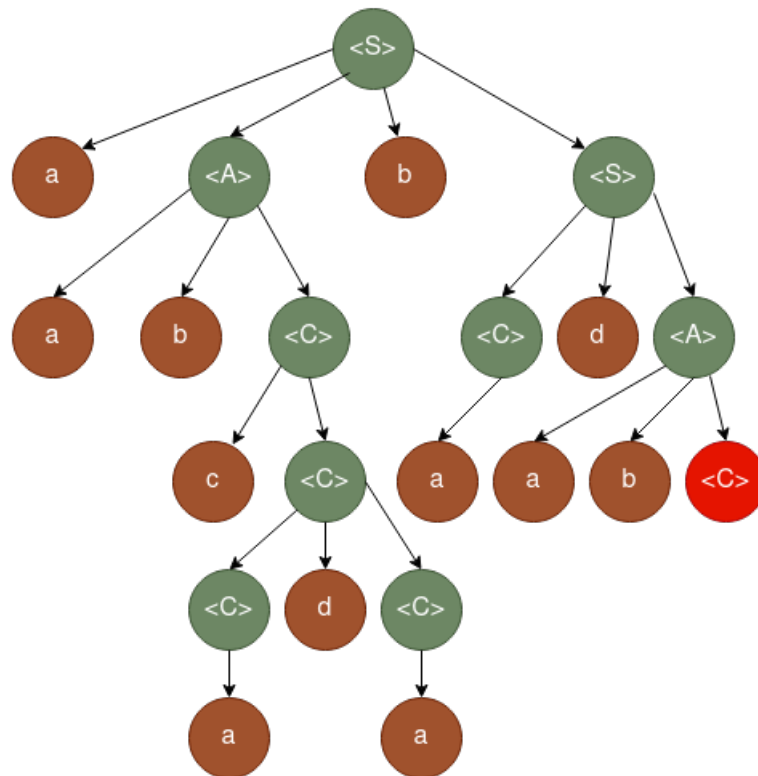 <S>
a <A> b <S>
a b <C> <C> d <A>
c <C> a a b <C>
<C> d <C>
a a